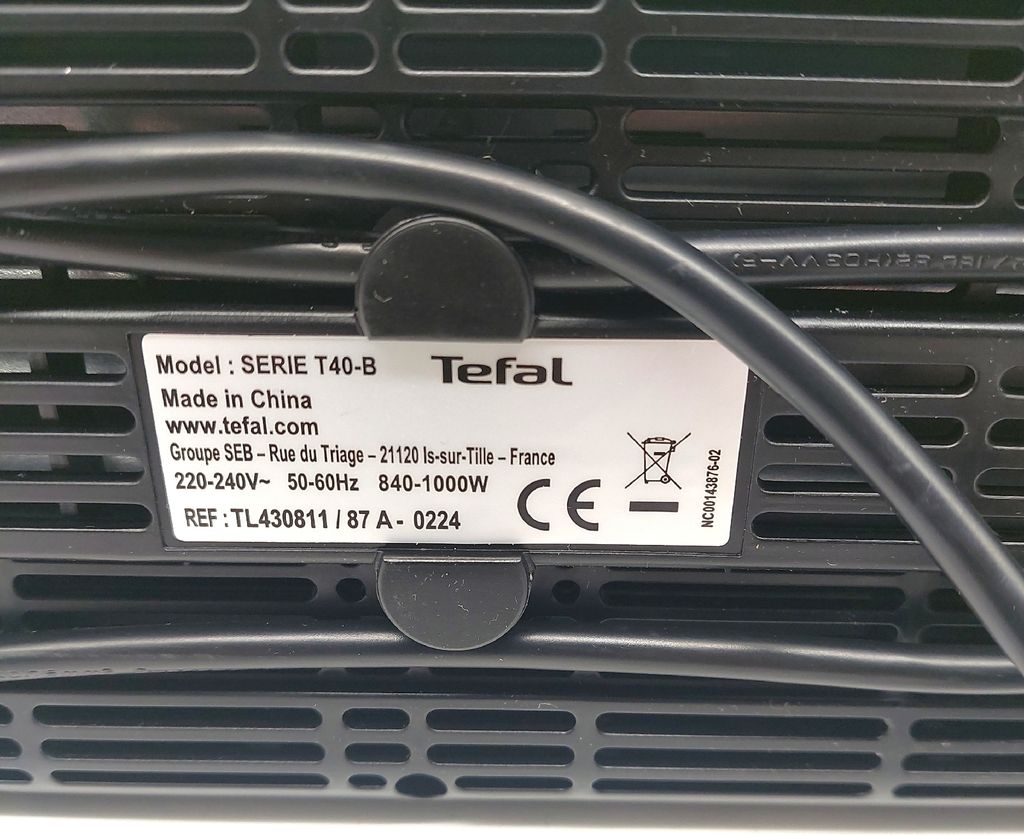 Model : SERIE T40-B
Tefal
Made in China
www.tefal.com
Groupe SEB – Rue du Triage – 21120 Is-sur-Tille – France
220-240V~ 50-60Hz 840-1000W
REF : TL430811 / 87 A - 0224
CE
NC00143876-02